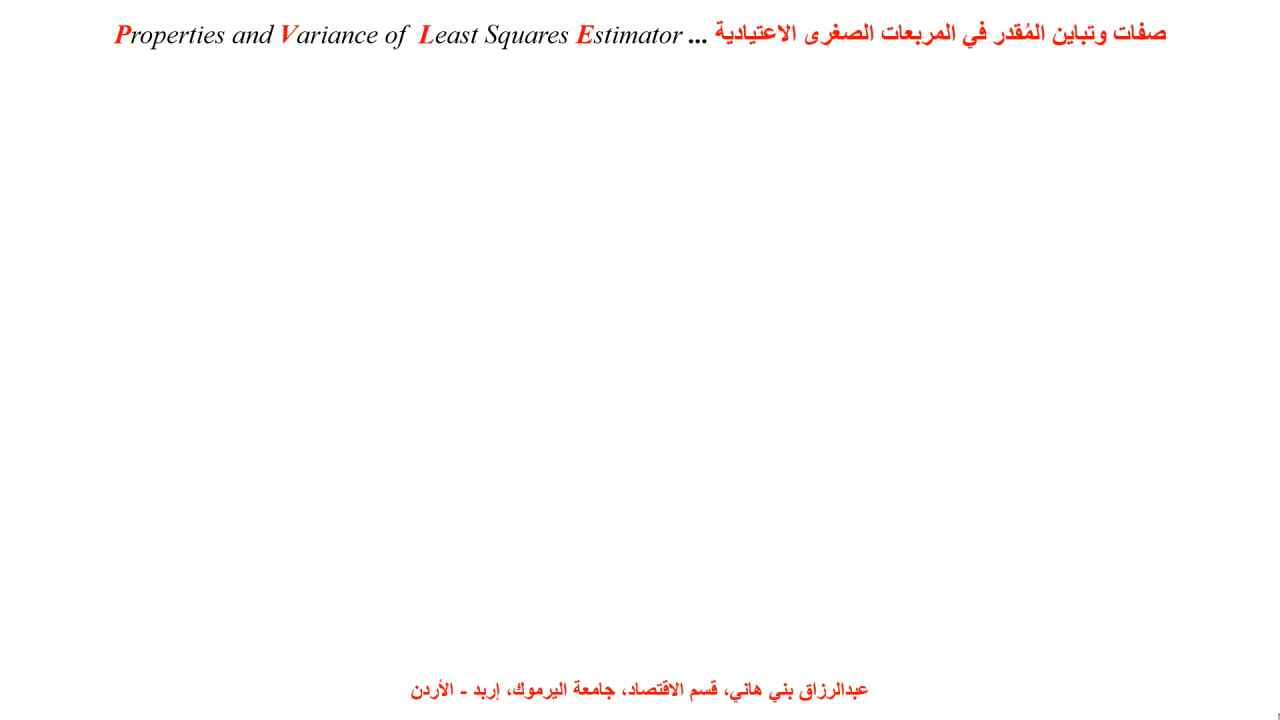 صفات وتباين المُقدر في المربعات الصغرى الاعتيادية ... Properties and Variance of Least Squares Estimator
عبدالرزاق بني هاني، قسم الاقتصاد، جامعة اليرموك، إربد - الأردن